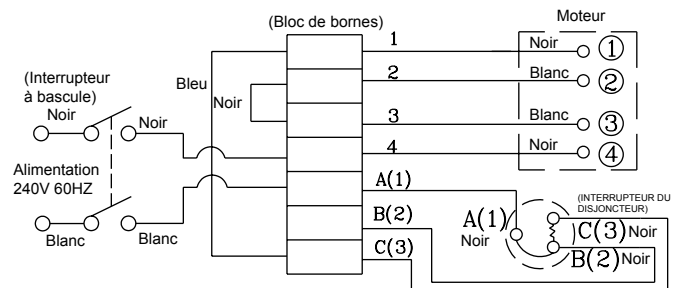 (Bloc de bornes)
Moteur
1
Noir
1
2
Blanc
2
Bleu
Noir
3
Blanc
3
4
Noir
4
(Interrupteur
à bascule)
Noir
Noir
Alimentation
240V 60HZ
Blanc
Blanc
A(1)
B(2)
C(3)
A(1)
Noir
(INTERRUPTEUR DU
DISJONCTEUR)
C(3) Noir
B(2) Noir